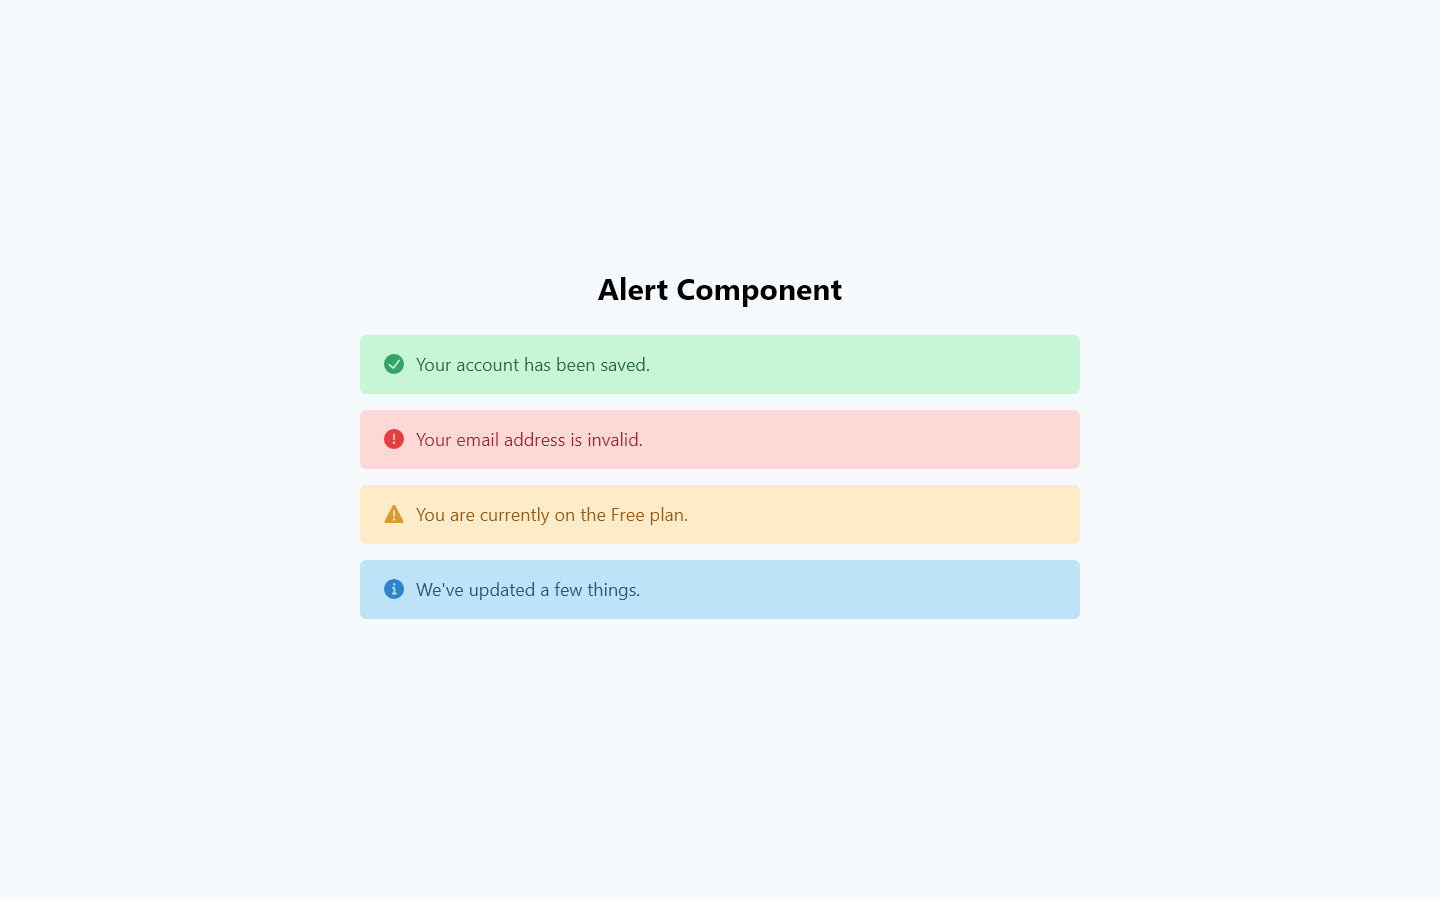 Alert Component
Your account has been saved.
Your email address is invalid.
You are currently on the Free plan.
We've updated a few things.